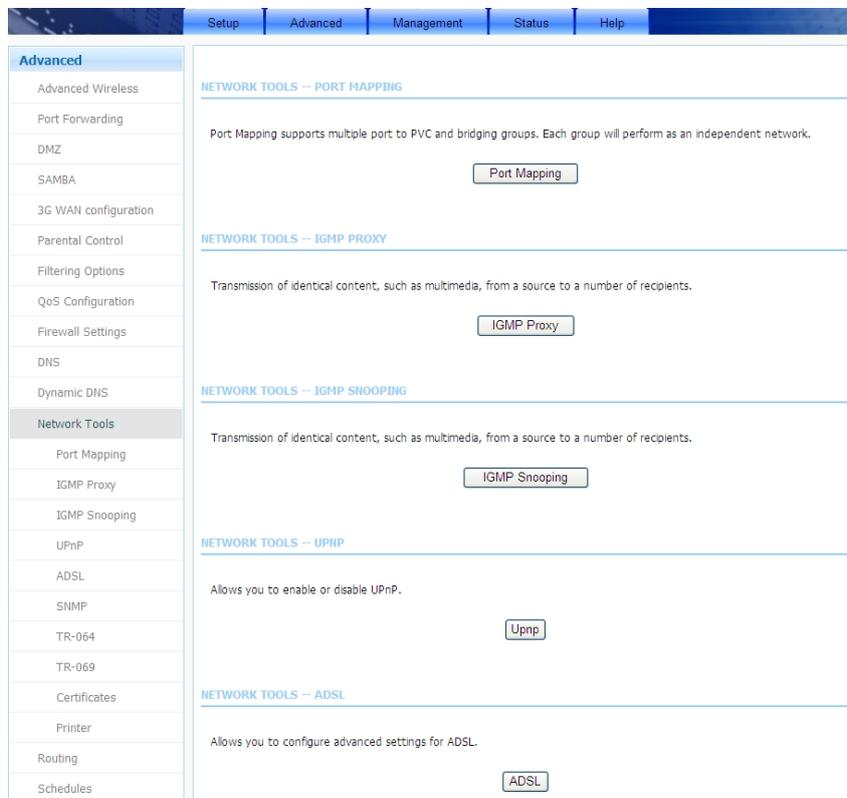 Setup Advanced Management Status Help
Advanced
Advanced Wireless
Port Forwarding
DMZ
SAMBA
3G WAN configuration
Parental Control
Filtering Options
QoS Configuration
Firewall Settings
DNS
Dynamic DNS
Network Tools
Port Mapping
IGMP Proxy
IGMP Snooping
UPnP
ADSL
SNMP
TR-064
TR-069
Certificates
Printer
Routing
Schedules
NETWORK TOOLS -- PORT MAPPING
Port Mapping supports multiple port to PVC and bridging groups. Each group will perform as an independent network.
Port Mapping
NETWORK TOOLS -- IGMP PROXY
Transmission of identical content, such as multimedia, from a source to a number of recipients.
IGMP Proxy
NETWORK TOOLS -- IGMP SNOOPING
Transmission of identical content, such as multimedia, from a source to a number of recipients.
IGMP Snooping
NETWORK TOOLS -- UPNP
Allows you to enable or disable UPnP.
Upnp
NETWORK TOOLS -- ADSL
Allows you to configure advanced settings for ADSL.
ADSL